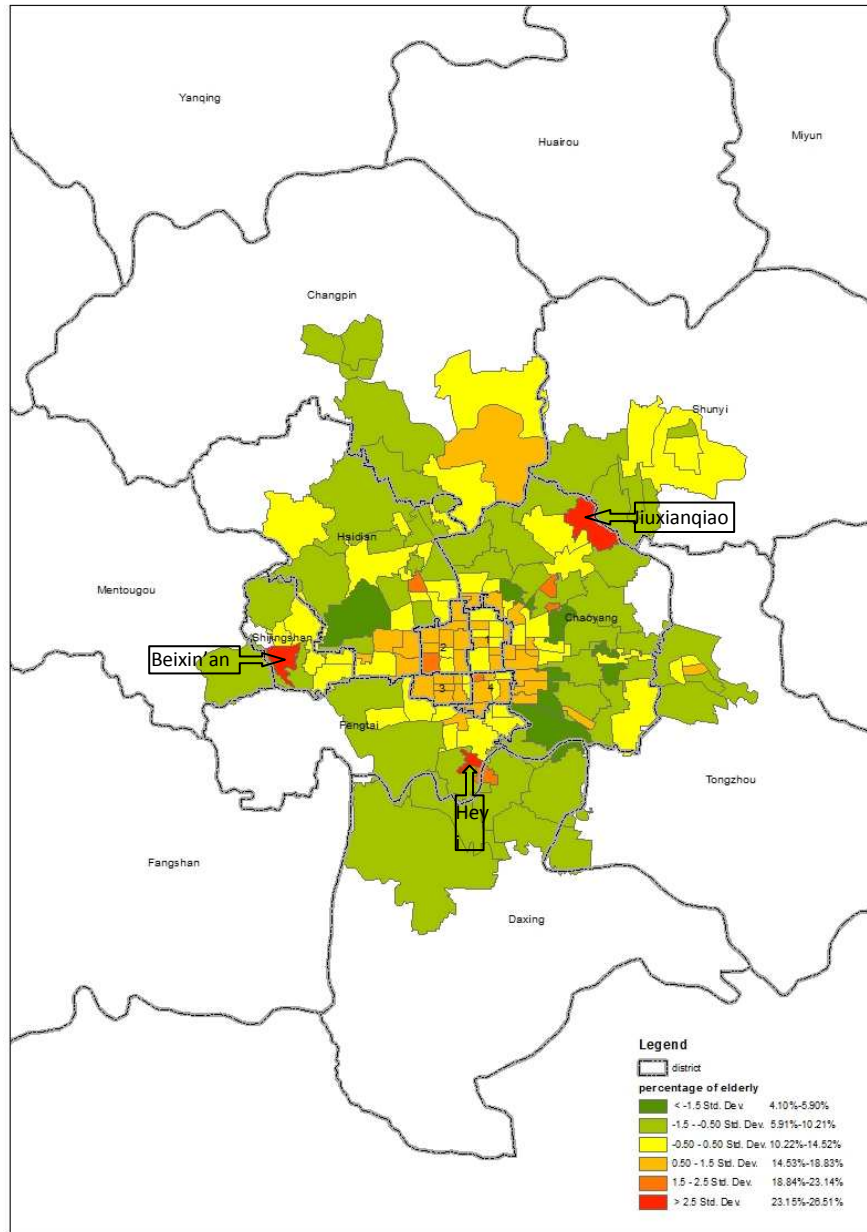 Yanqing
Huairou
Miyun
Changpin
Shunyi
Jiuxianqiao
Hsidian
Mentougou
Chaoyang
Shijingshan
1
2
Beixin'an
3
4
Fengtai
Tongzhou
Hey
i
Fangshan
Daxing
Legend
district
percentage of elderly
< -1.5 Std. Dev. 4.10%-5.90%
-1.5 - -0.50 Std. Dev. 5.91%-10.21%
-0.50 - 0.50 Std. Dev. 10.22%-14.52%
0.50 - 1.5 Std. Dev. 14.53%-18.83%
1.5 - 2.5 Std. Dev. 18.84%-23.14%
> 2.5 Std. Dev. 23.15%-26.51%